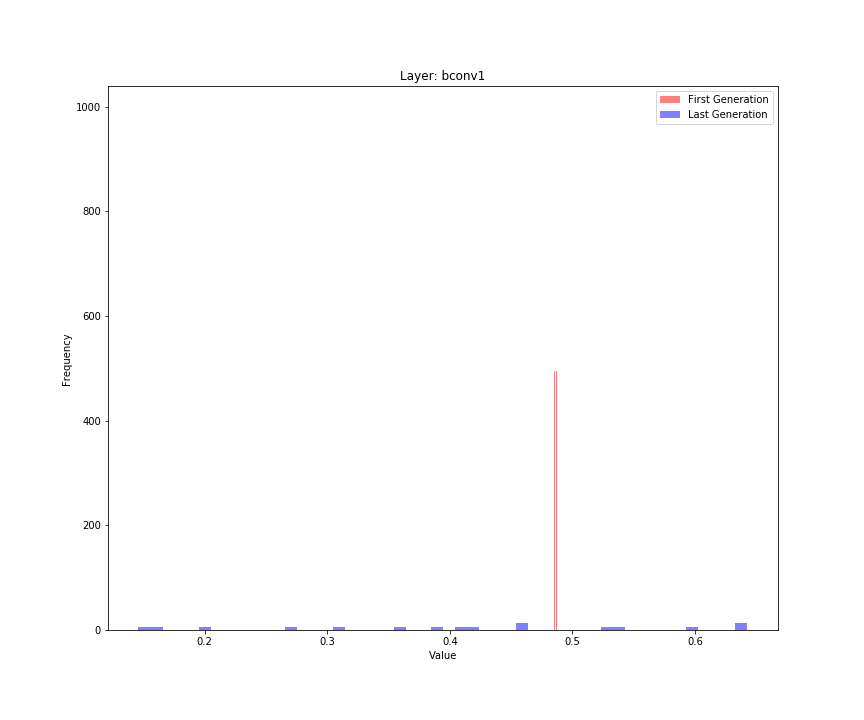 Layer: bconv1
First Generation
Last Generation
1000
800
600
400
200
0
Frequency
0.2 0.3 0.4 0.5 0.6
Value